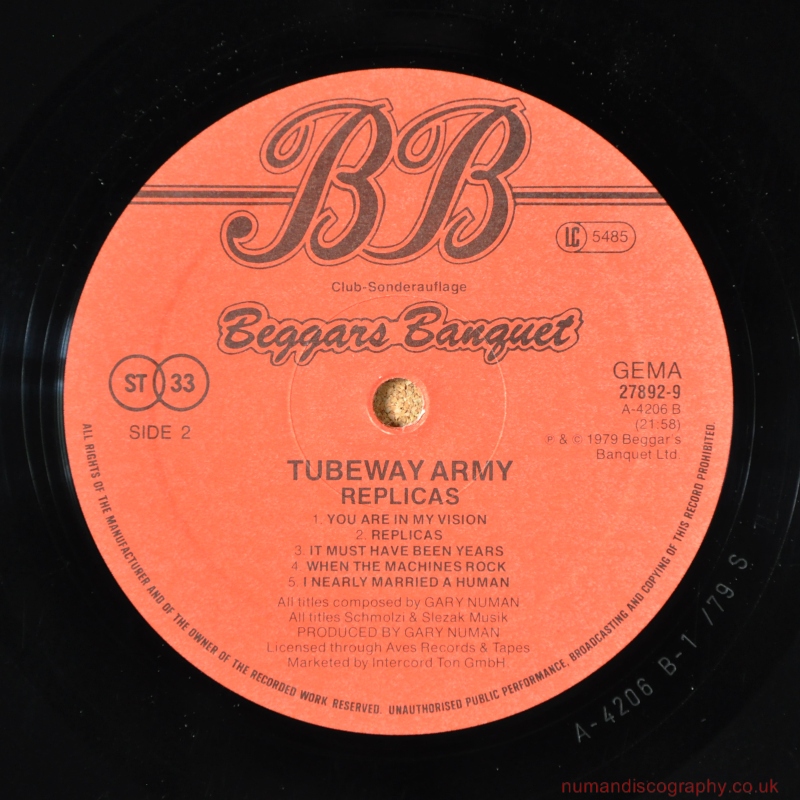 BB
LC 5485
Club-Sonderauflage
Beggars Banquet
ST 33
SIDE 2
GEMA
27892-9
A-4206 B
(21:58)
℗ & © 1979 Beggar's
Banquet Ltd.
TUBEWAY ARMY
REPLICAS
1. YOU ARE IN MY VISION
2. REPLICAS
3. IT MUST HAVE BEEN YEARS
4. WHEN THE MACHINES ROCK
5. I NEARLY MARRIED A HUMAN
All titles composed by GARY NUMAN
All titles Schmolzi & Slezak Musik
PRODUCED BY GARY NUMAN
Licensed through Aves Records & Tapes
Marketed by Intercord Ton GmbH
ALL RIGHTS OF THE MANUFACTURER AND OF THE OWNER OF THE RECORDED WORK RESERVED. UNAUTHORISED PUBLIC PERFORMANCE, BROADCASTING AND COPYING OF THIS RECORD PROHIBITED.
A-4206 B-1 /79 S
numandiscography.co.uk